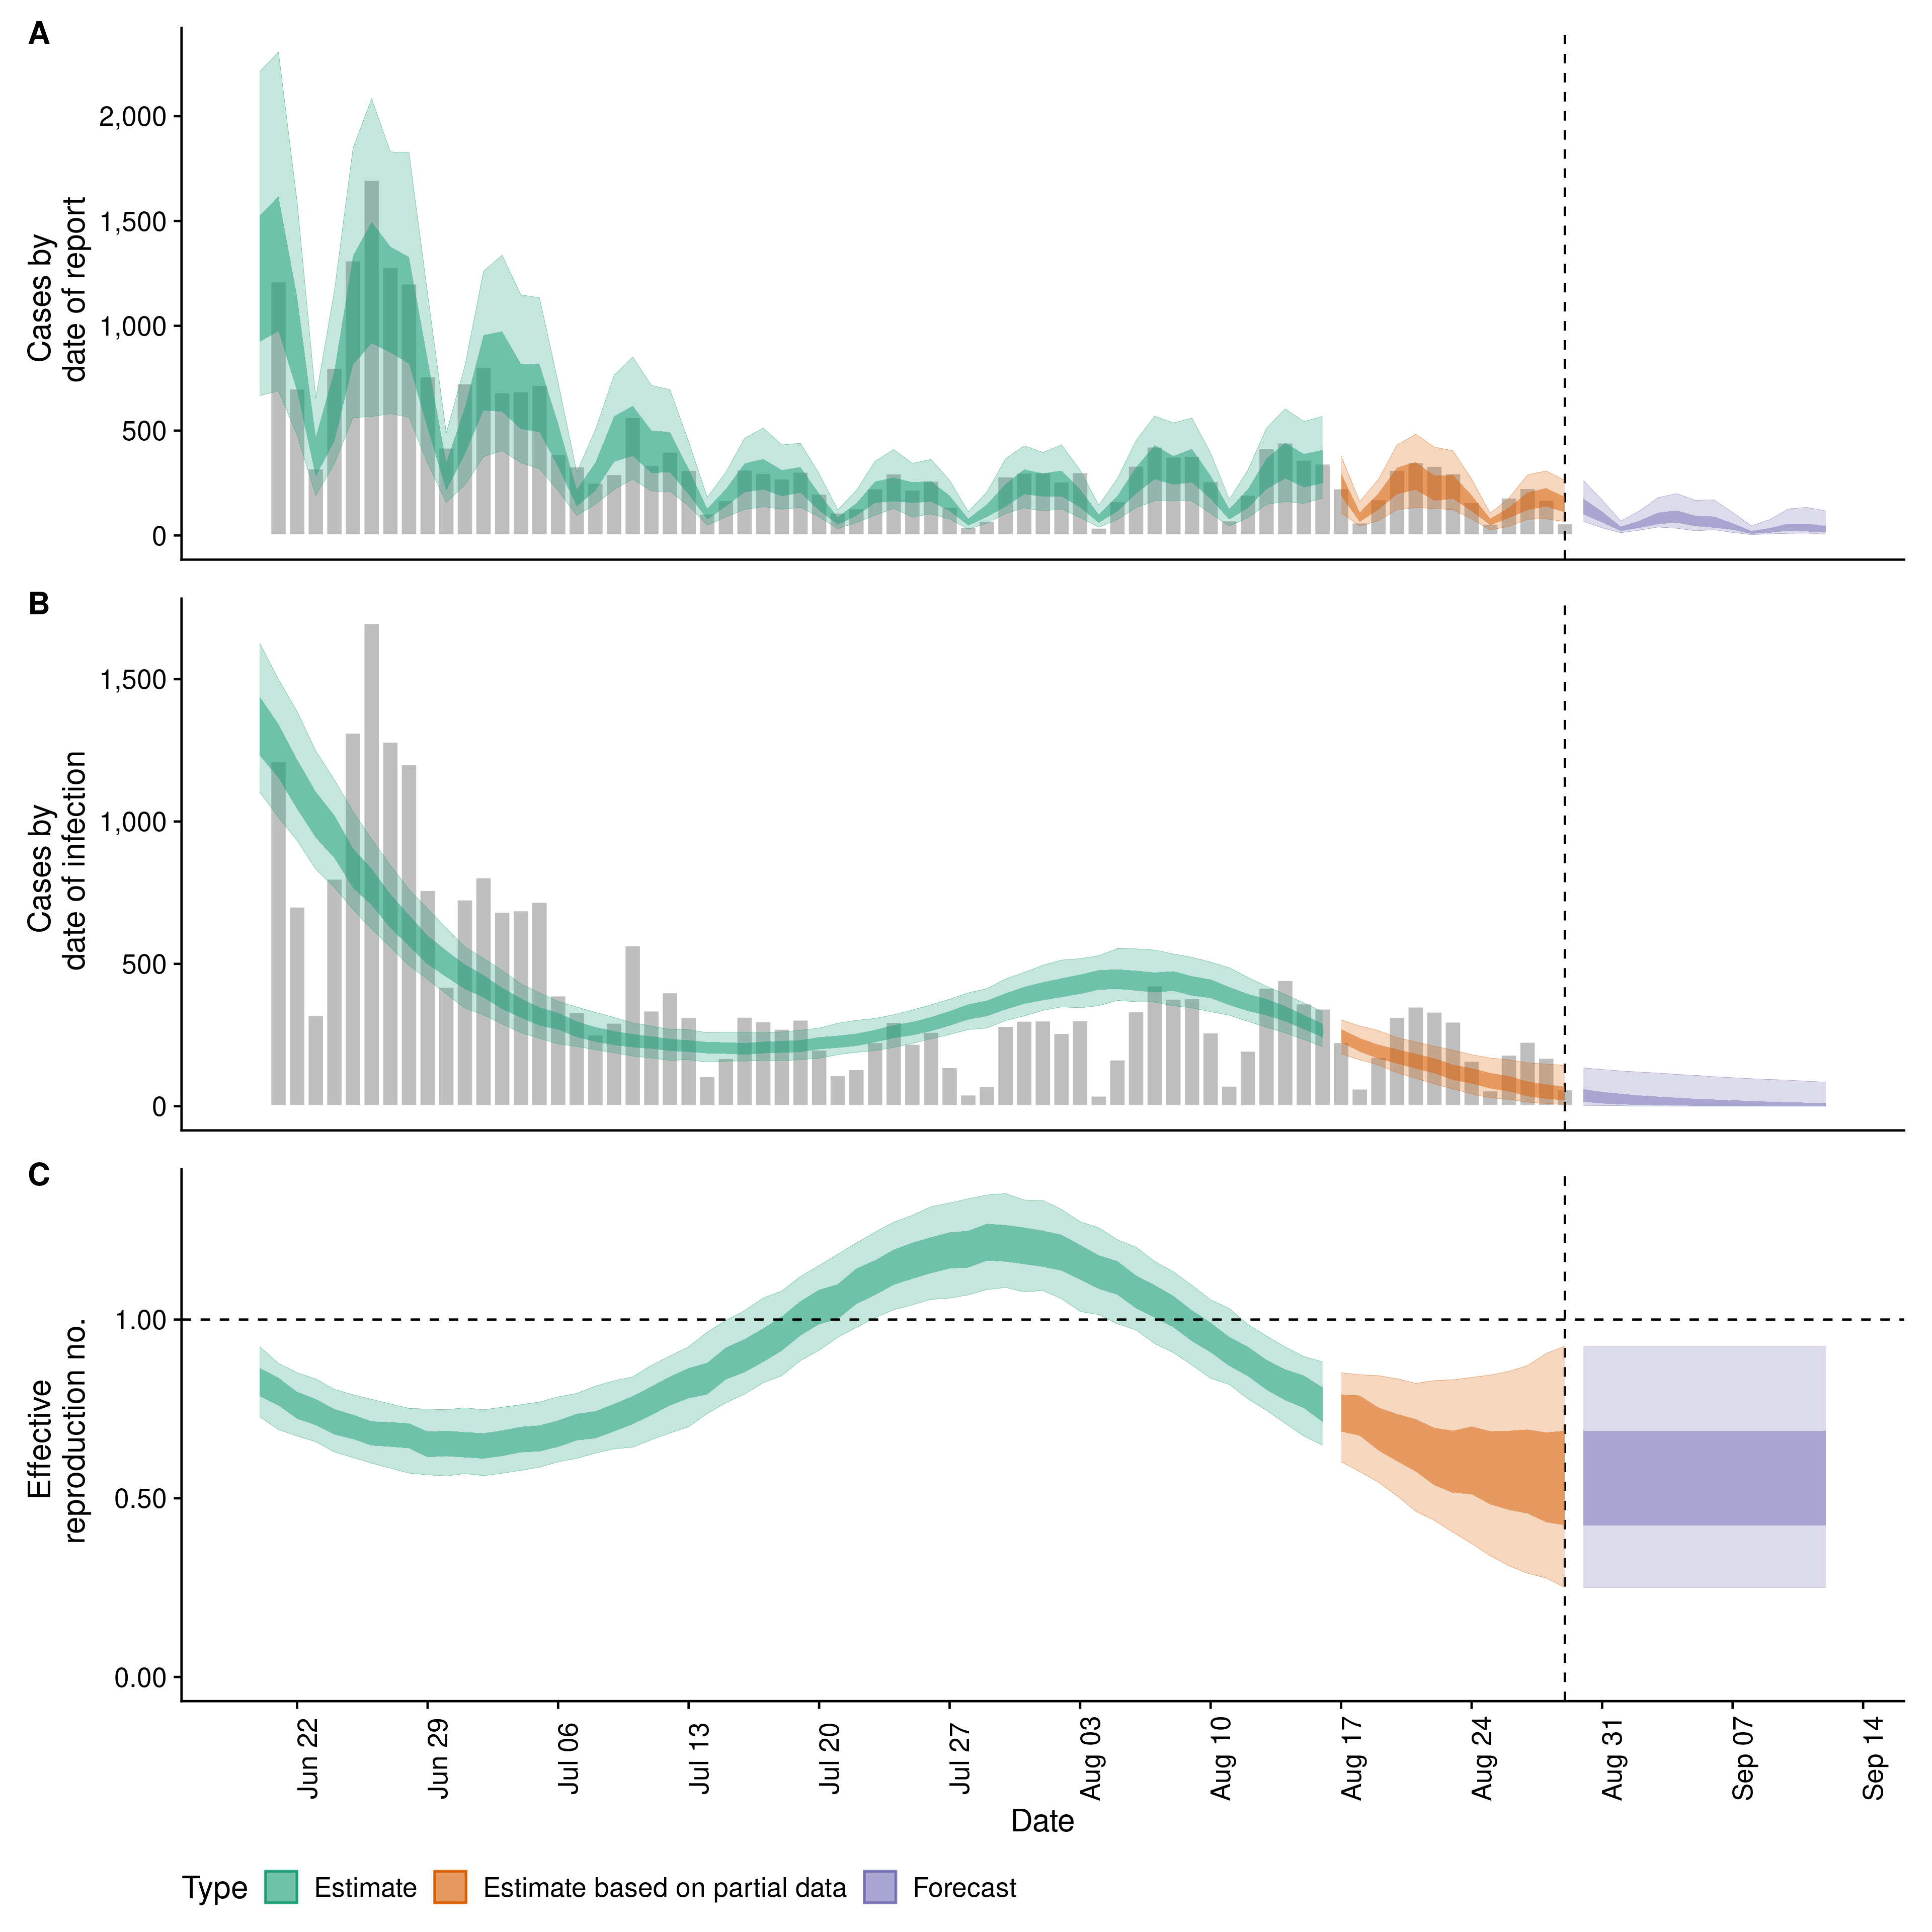 A
Cases by
date of report
2,000
1,500
1,000
500
0
B
Cases by
date of infection
1,500
1,000
500
0
C
Effective
reproduction no.
1.00
0.50
0.00
Jun 22
Jun 29
Jul 06
Jul 13
Jul 20
Jul 27
Aug 03
Aug 10
Aug 17
Aug 24
Aug 31
Sep 07
Sep 14
Date
Type Estimate Estimate based on partial data Forecast